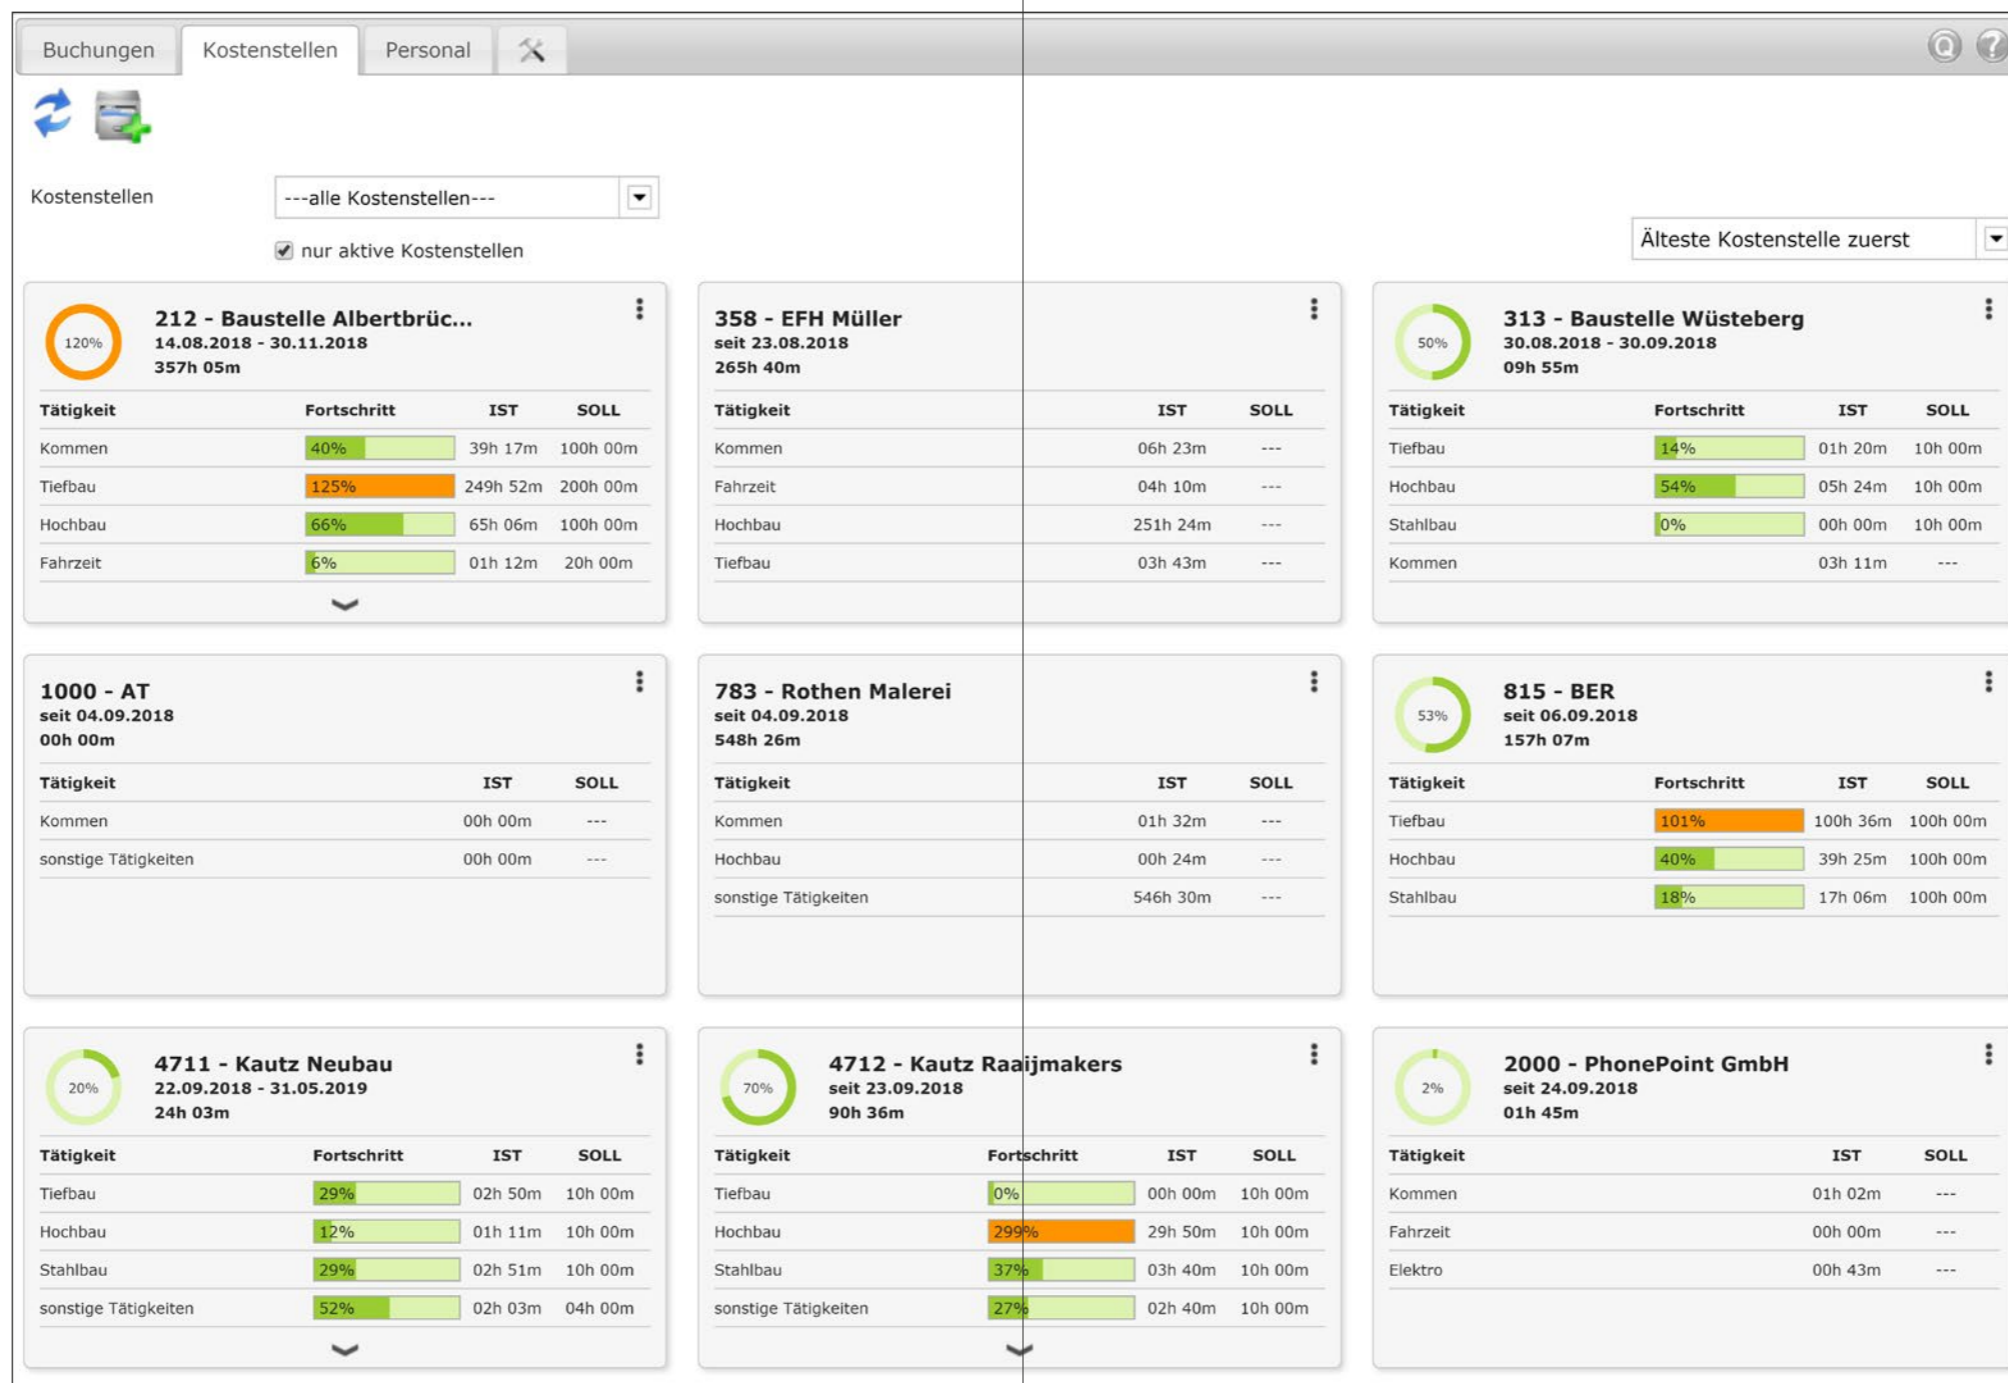 Buchungen Kostenstellen Personal
Kostenstellen ---alle Kostenstellen---
nur aktive Kostenstellen
Älteste Kostenstelle zuerst
120%
212 - Baustelle Albertbrüc...
14.08.2018 - 30.11.2018
357h 05m
Tätigkeit Fortschritt IST SOLL
Kommen 40% 39h 17m 100h 00m
Tiefbau 125% 249h 52m 200h 00m
Hochbau 66% 65h 06m 100h 00m
Fahrzeit 6% 01h 12m 20h 00m
358 - EFH Müller
seit 23.08.2018
265h 40m
Tätigkeit IST SOLL
Kommen 06h 23m ---
Fahrzeit 04h 10m ---
Hochbau 251h 24m ---
Tiefbau 03h 43m ---
50%
313 - Baustelle Wüsteberg
30.08.2018 - 30.09.2018
09h 55m
Tätigkeit Fortschritt IST SOLL
Tiefbau 14% 01h 20m 10h 00m
Hochbau 54% 05h 24m 10h 00m
Stahlbau 0% 00h 00m 10h 00m
Kommen 03h 11m ---
1000 - AT
seit 04.09.2018
00h 00m
Tätigkeit IST SOLL
Kommen 00h 00m ---
sonstige Tätigkeiten 00h 00m ---
783 - Rothen Malerei
seit 04.09.2018
548h 26m
Tätigkeit IST SOLL
Kommen 01h 32m ---
Hochbau 00h 24m ---
sonstige Tätigkeiten 546h 30m ---
53%
815 - BER
seit 06.09.2018
157h 07m
Tätigkeit Fortschritt IST SOLL
Tiefbau 101% 100h 36m 100h 00m
Hochbau 40% 39h 25m 100h 00m
Stahlbau 18% 17h 06m 100h 00m
20%
4711 - Kautz Neubau
22.09.2018 - 31.05.2019
24h 03m
Tätigkeit Fortschritt IST SOLL
Tiefbau 29% 02h 50m 10h 00m
Hochbau 12% 01h 11m 10h 00m
Stahlbau 29% 02h 51m 10h 00m
sonstige Tätigkeiten 52% 02h 03m 04h 00m
70%
4712 - Kautz Raaijmakers
seit 23.09.2018
90h 36m
Tätigkeit Fortschritt IST SOLL
Tiefbau 0% 00h 00m 10h 00m
Hochbau 299% 29h 50m 10h 00m
Stahlbau 37% 03h 40m 10h 00m
sonstige Tätigkeiten 27% 02h 40m 10h 00m
2%
2000 - PhonePoint GmbH
seit 24.09.2018
01h 45m
Tätigkeit IST SOLL
Kommen 01h 02m ---
Fahrzeit 00h 00m ---
Elektro 00h 43m ---